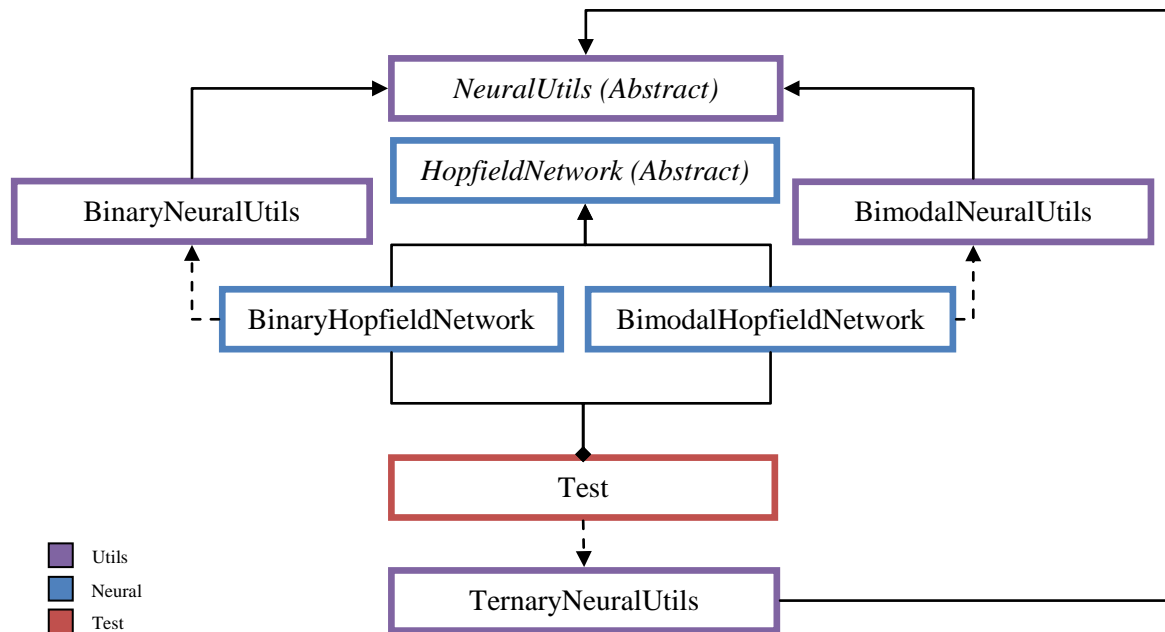 NeuralUtils (Abstract)
HopfieldNetwork (Abstract)
BinaryNeuralUtils
BimodalNeuralUtils
BinaryHopfieldNetwork
BimodalHopfieldNetwork
Test
TernaryNeuralUtils
Utils
Neural
Test